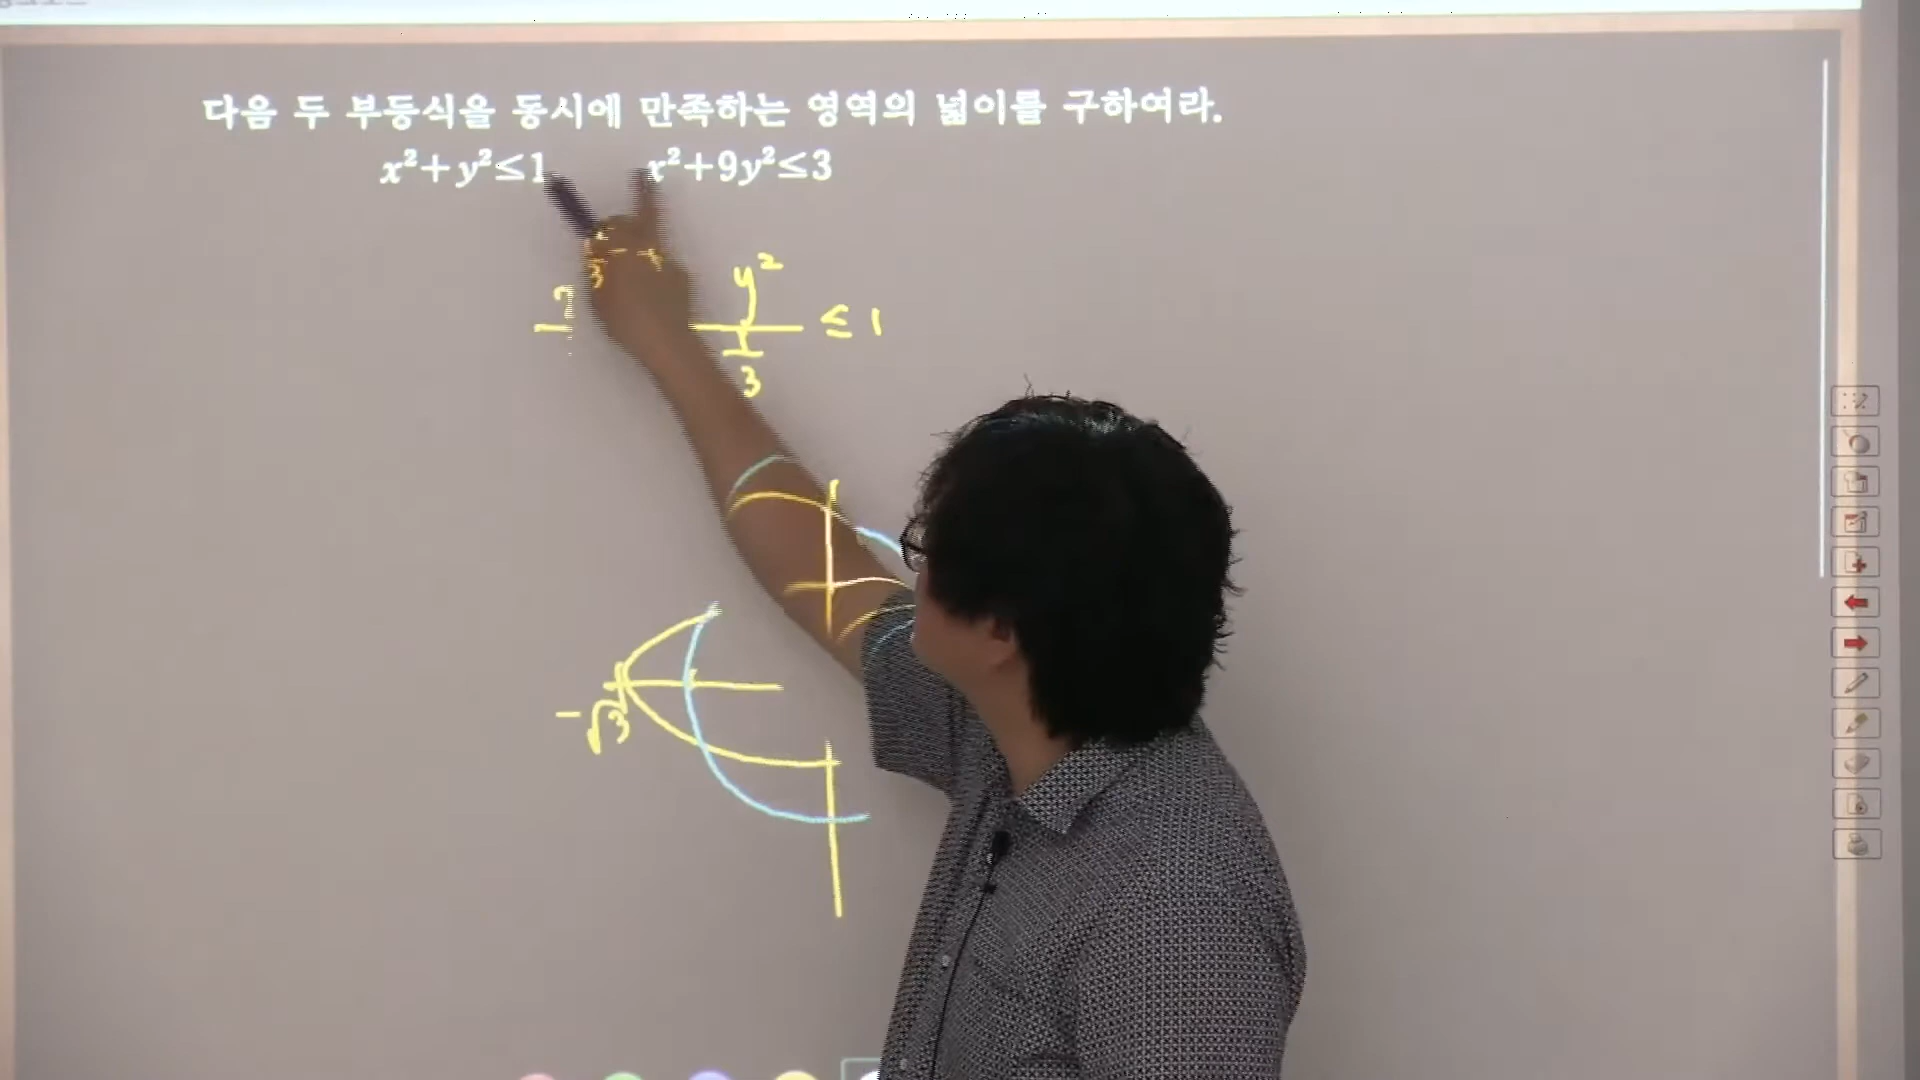 다음 두 부등식을 동시에 만족하는 영역의 넓이를 구하여라.
x²+y²≤1 x²+9y²≤3
y²
1
3
≤ 1
-√3